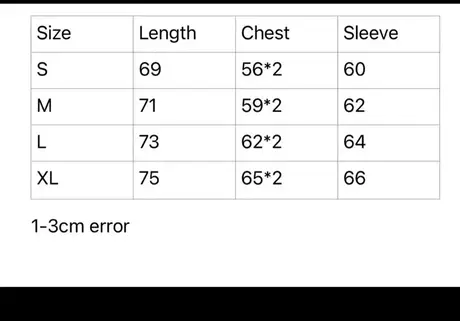 Size Length Chest Sleeve
S 69 56*2 60
M 71 59*2 62
L 73 62*2 64
XL 75 65*2 66
1-3cm error